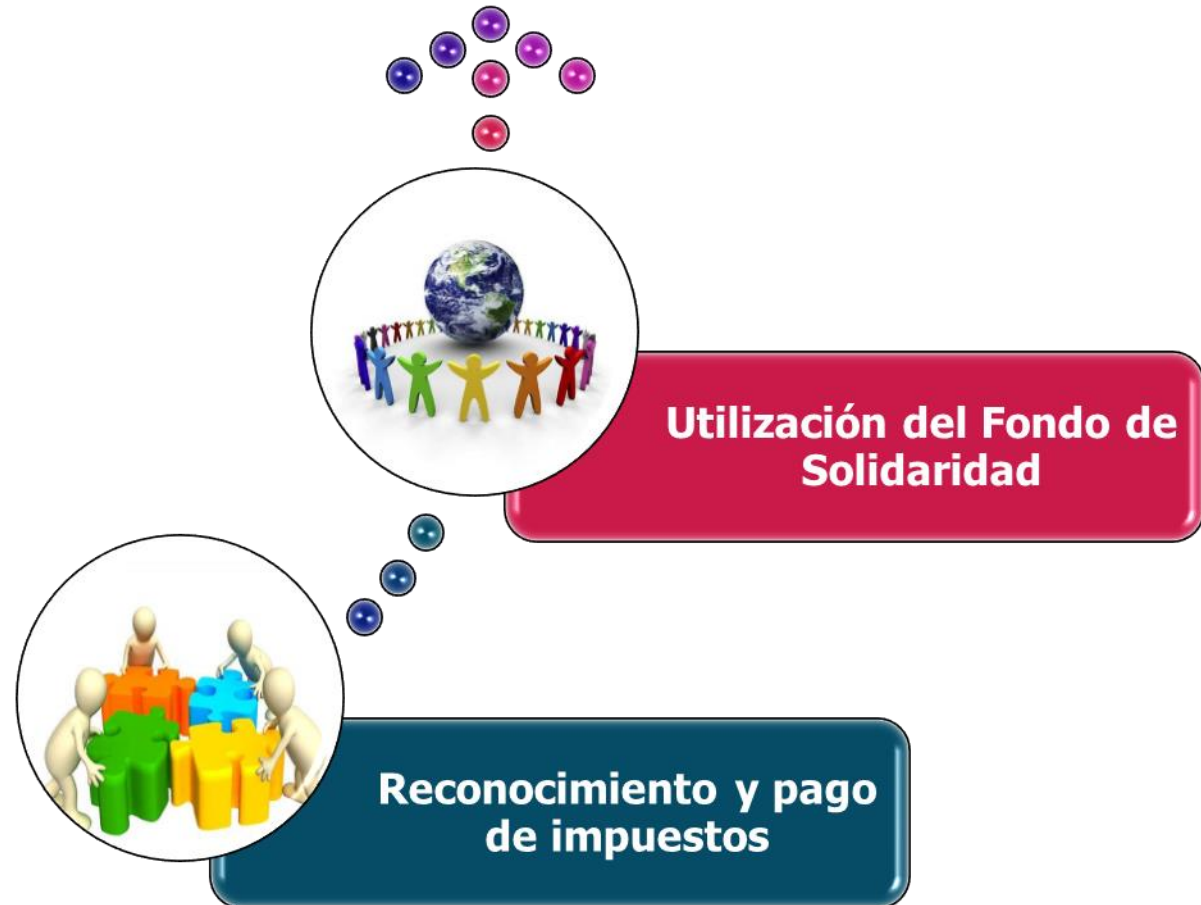 Utilización del Fondo de
Solidaridad
Reconocimiento y pago
de impuestos